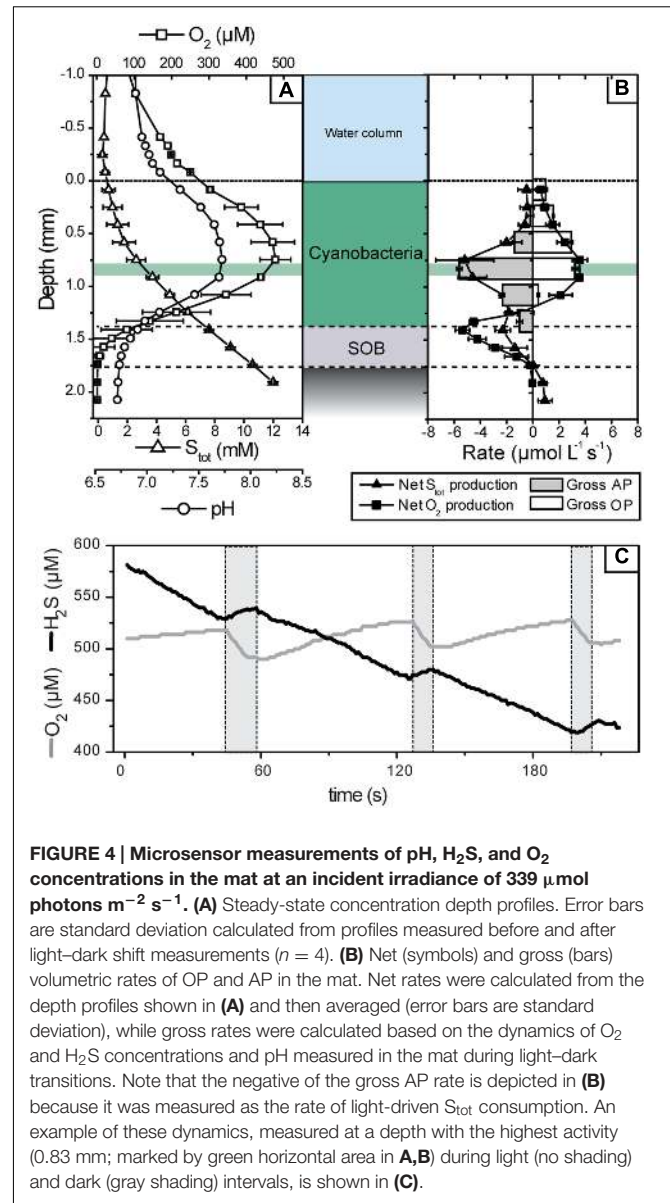 O2 (µM)
0 100 200 300 400 500
-1.0
-0.5
0.0
0.5
1.0
1.5
2.0
Depth (mm)
A
Water column
Cyanobacteria
SOB
B
0 2 4 6 8 10 12 14
Stot (mM)
6.5 7.0 7.5 8.0 8.5
pH
-8 -6 -4 -2 0 2 4 6 8
Rate (µmol L-1 s-1)
Net Stot production
Gross AP
Net O2 production
Gross OP
C
600
550
500
450
400
H2S (µM)
O2 (µM)
0 60 120 180
time (s)
FIGURE 4 | Microsensor measurements of pH, H2S, and O2
concentrations in the mat at an incident irradiance of 339 µmol
photons m−2 s−1. (A) Steady-state concentration depth profiles. Error bars
are standard deviation calculated from profiles measured before and after
light–dark shift measurements (n = 4). (B) Net (symbols) and gross (bars)
volumetric rates of OP and AP in the mat. Net rates were calculated from the
depth profiles shown in (A) and then averaged (error bars are standard
deviation), while gross rates were calculated based on the dynamics of O2
and H2S concentrations and pH measured in the mat during light–dark
transitions. Note that the negative of the gross AP rate is depicted in (B)
because it was measured as the rate of light-driven Stot consumption. An
example of these dynamics, measured at a depth with the highest activity
(0.83 mm; marked by green horizontal area in A,B) during light (no shading)
and dark (gray shading) intervals, is shown in (C).